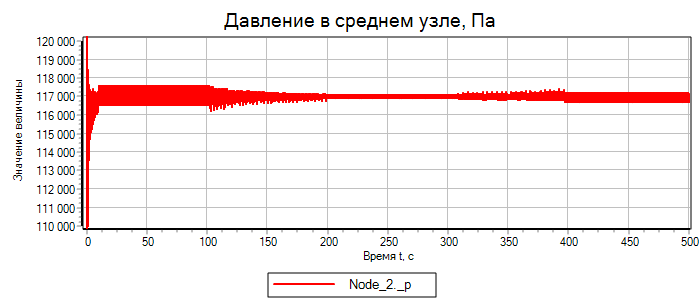 Давление в среднем узле, Па
Значение величины
120 000
119 000
118 000
117 000
116 000
115 000
114 000
113 000
112 000
111 000
110 000
0 50 100 150 200 250 300 350 400 450 500
Время t, с
Node_2._p